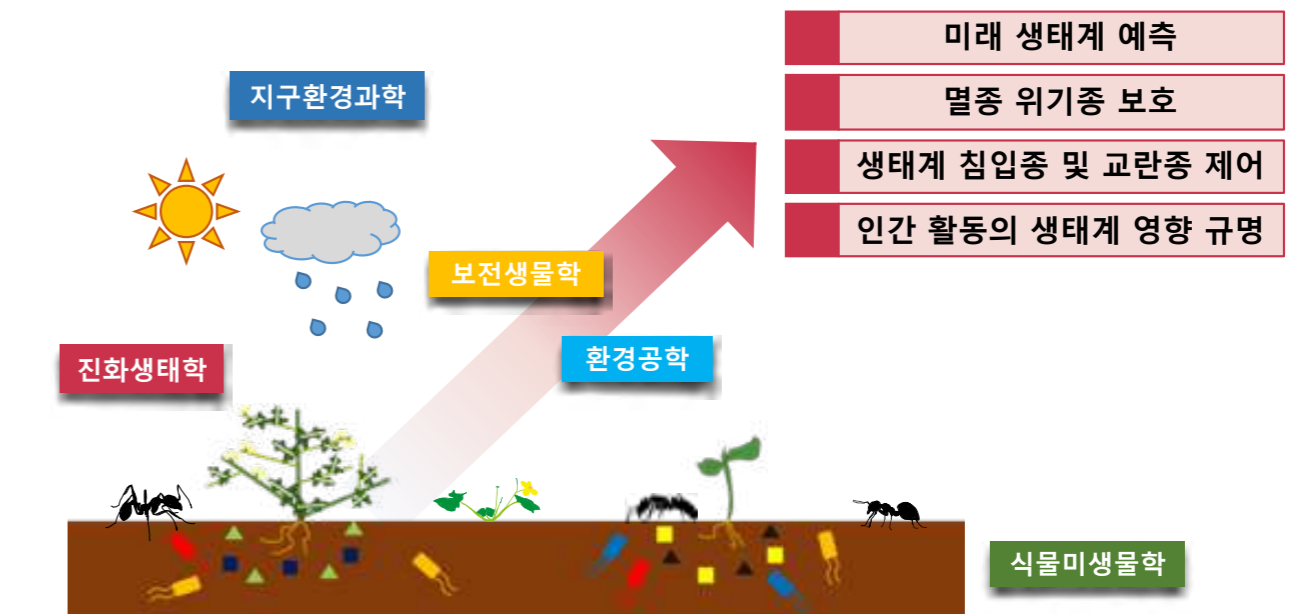 미래 생태계 예측
멸종 위기종 보호
생태계 침입종 및 교란종 제어
인간 활동의 생태계 영향 규명
지구환경과학
보전생물학
환경공학
진화생태학
식물미생물학